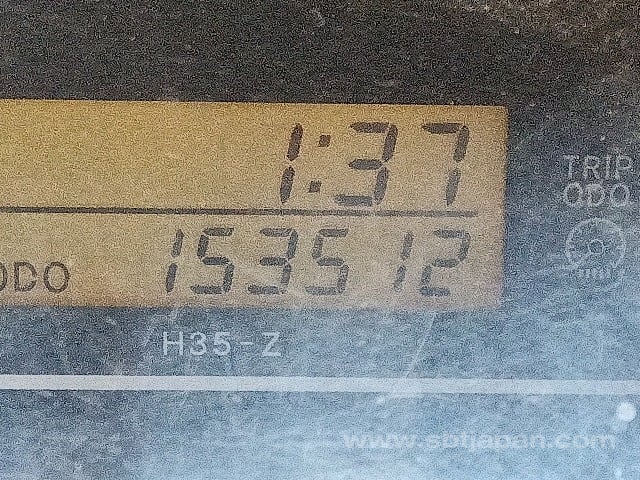 1:37
TRIP
ODO
ODO 153512
H35-Z
www.sbtjapan.com